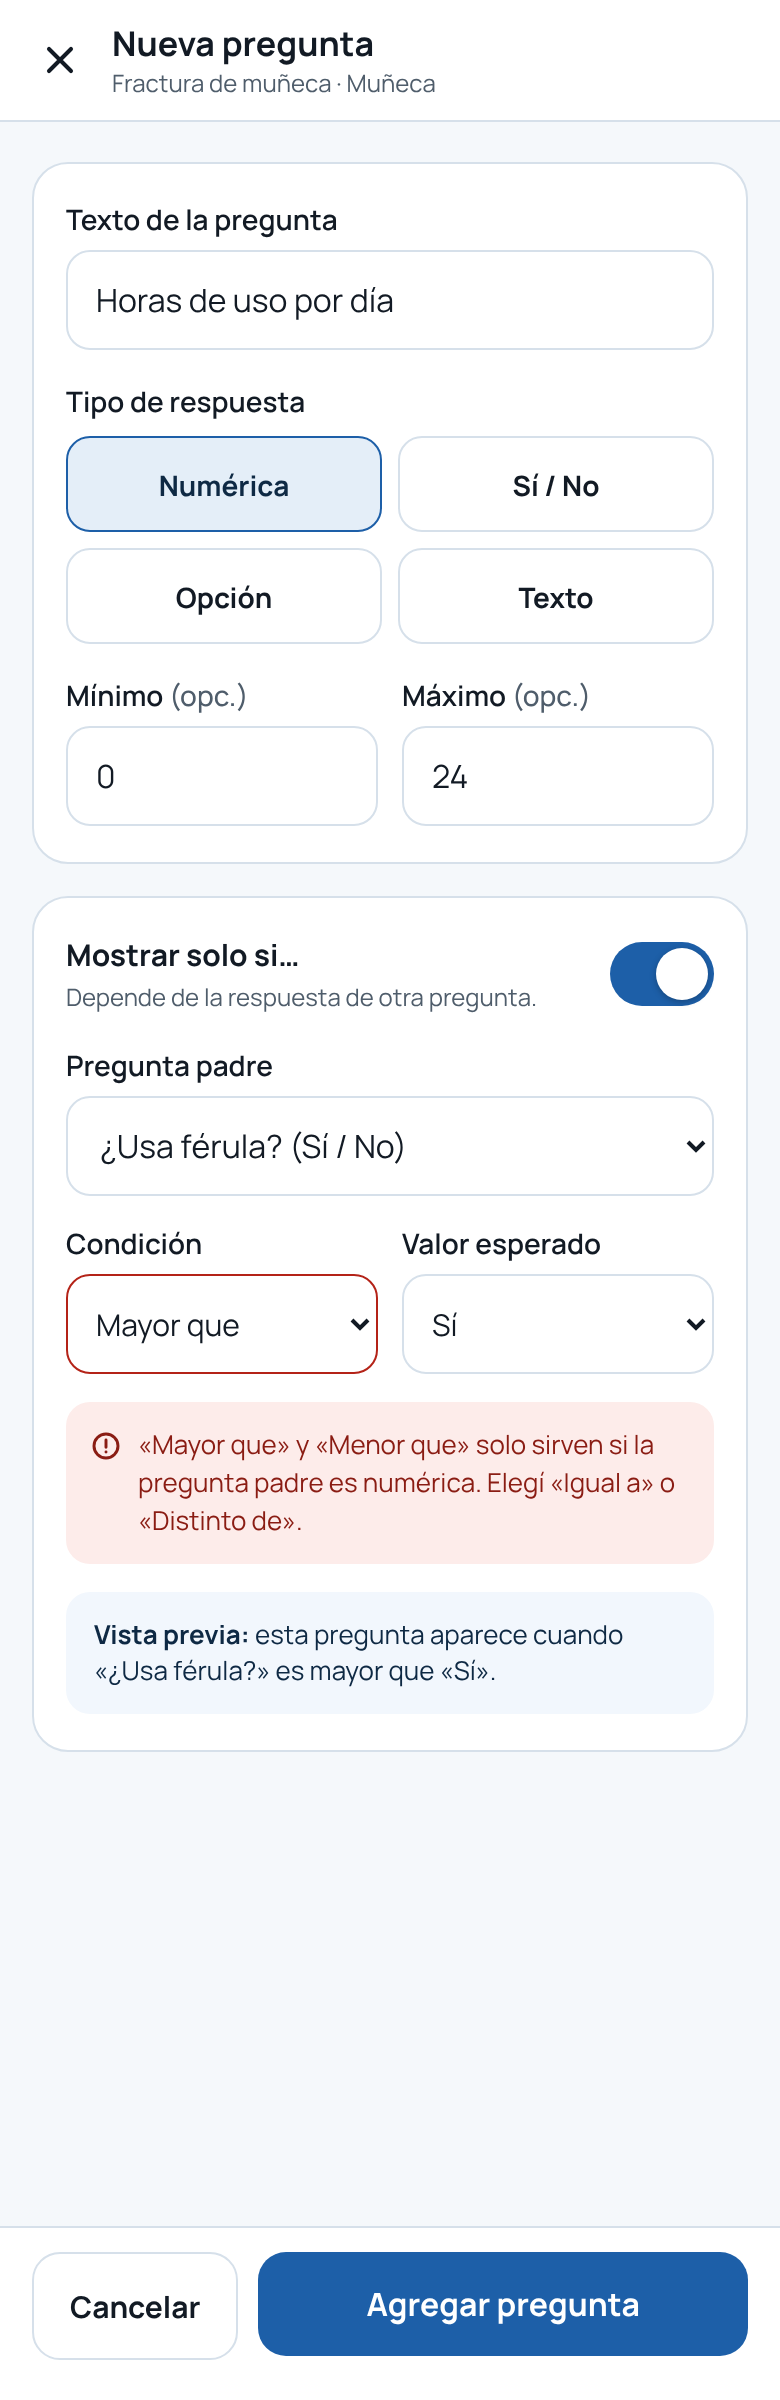 Nueva pregunta
Fractura de muñeca · Muñeca
Texto de la pregunta
Horas de uso por día
Tipo de respuesta
Numérica
Sí / No
Opción
Texto
Mínimo (opc.)
Máximo (opc.)
0
24
Mostrar solo si...
Depende de la respuesta de otra pregunta.
Pregunta padre
¿Usa férula? (Sí / No)
Condición
Valor esperado
Mayor que
Sí
«Mayor que» y «Menor que» solo sirven si la
pregunta padre es numérica. Elegí «Igual a» o
«Distinto de».
Vista previa: esta pregunta aparece cuando
«¿Usa férula?» es mayor que «Sí».
Cancelar
Agregar pregunta